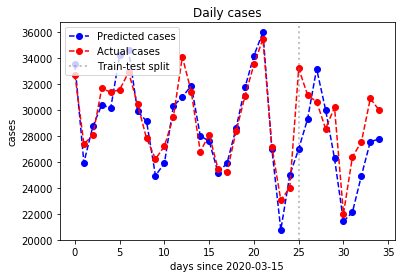 Daily cases
Predicted cases
Actual cases
Train-test split
cases
36000
34000
32000
30000
28000
26000
24000
22000
20000
0 5 10 15 20 25 30 35
days since 2020-03-15